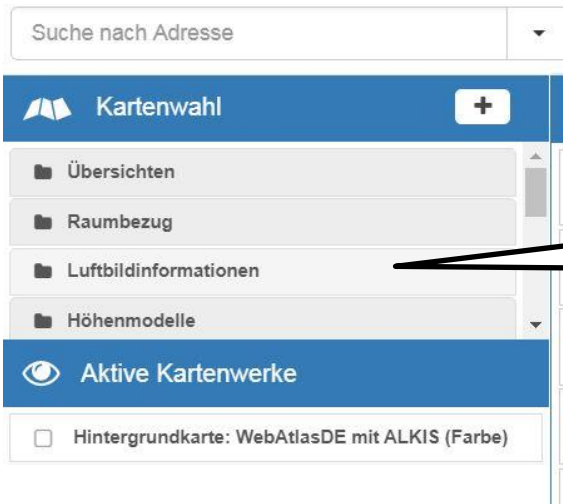 Suche nach Adresse
Kartenwahl
Übersichten
Raumbezug
Luftbildinformationen
Höhenmodelle
Aktive Kartenwerke
Hintergrundkarte: WebAtlasDE mit ALKIS (Farbe)